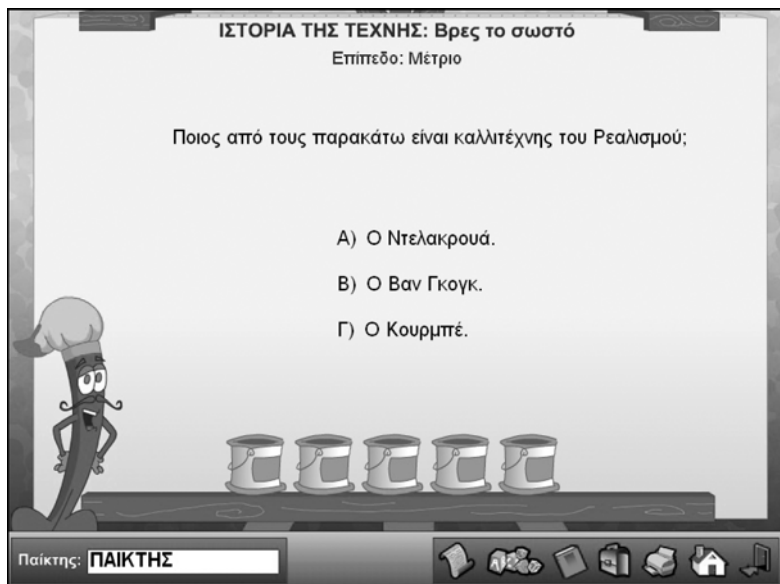 ΙΣΤΟΡΙΑ ΤΗΣ ΤΕΧΝΗΣ: Βρες το σωστό
Επίπεδο: Μέτριο
Ποιος από τους παρακάτω είναι καλλιτέχνης του Ρεαλισμού;
Α) Ο Ντελακρουά.
Β) Ο Βαν Γκογκ.
Γ) Ο Κουρμπέ.
Παίκτης: ΠΑΙΚΤΗΣ